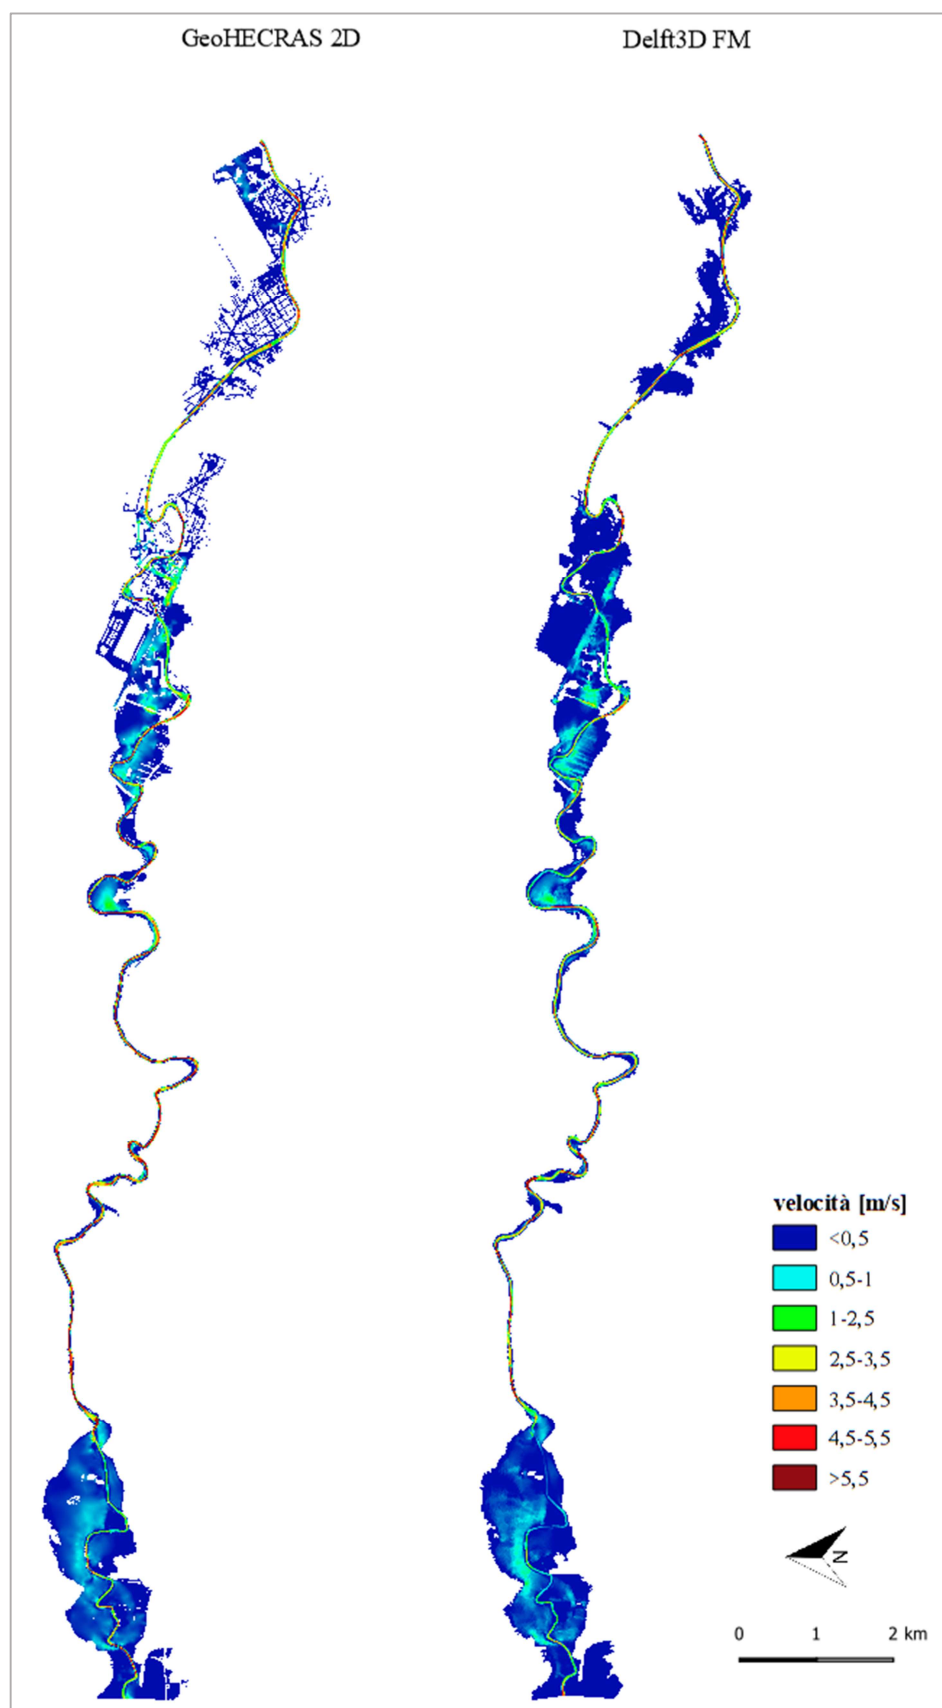 GeoHECRAS 2D
Delft3D FM
velocità [m/s]
<0,5
0,5-1
1-2,5
2,5-3,5
3,5-4,5
4,5-5,5
>5,5
N
0 1 2 km